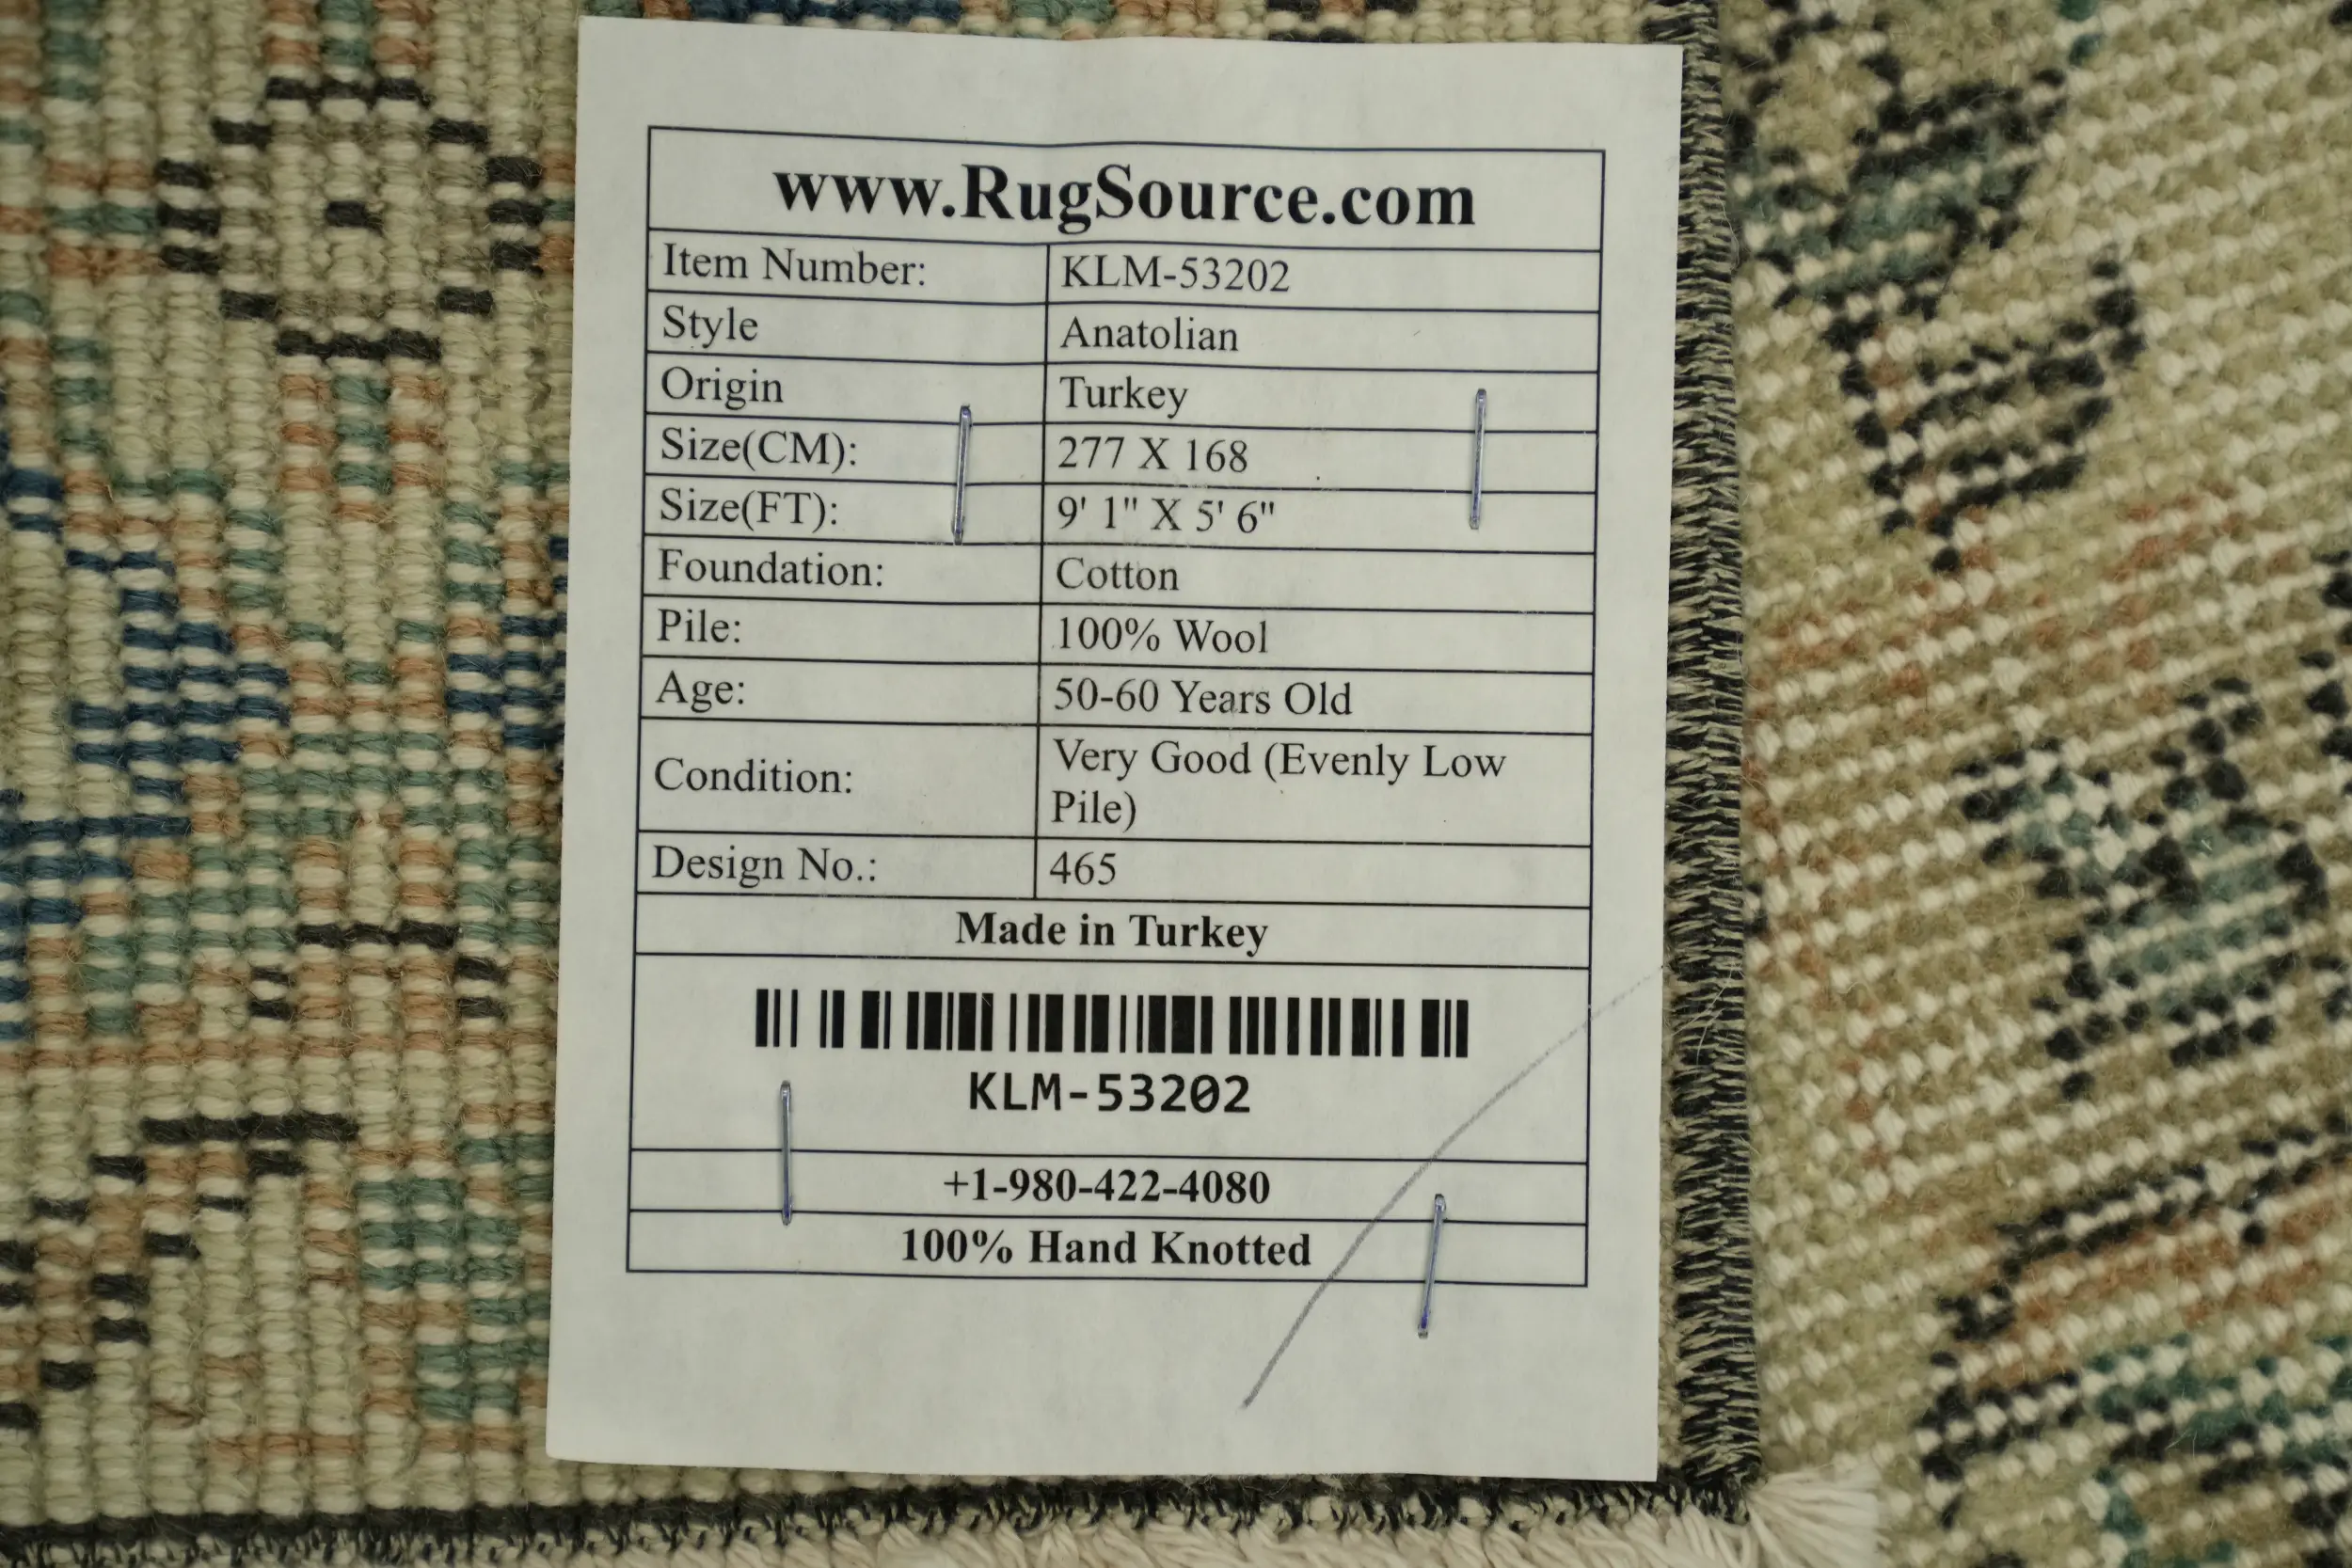 www.RugSource.com
Item Number: KLM-53202
Style Anatolian
Origin Turkey
Size(CM): 277 X 168
Size(FT): 9' 1" X 5' 6"
Foundation: Cotton
Pile: 100% Wool
Age: 50-60 Years Old
Condition: Very Good (Evenly Low
Pile)
Design No.: 465
Made in Turkey
KLM-53202
+1-980-422-4080
100% Hand Knotted